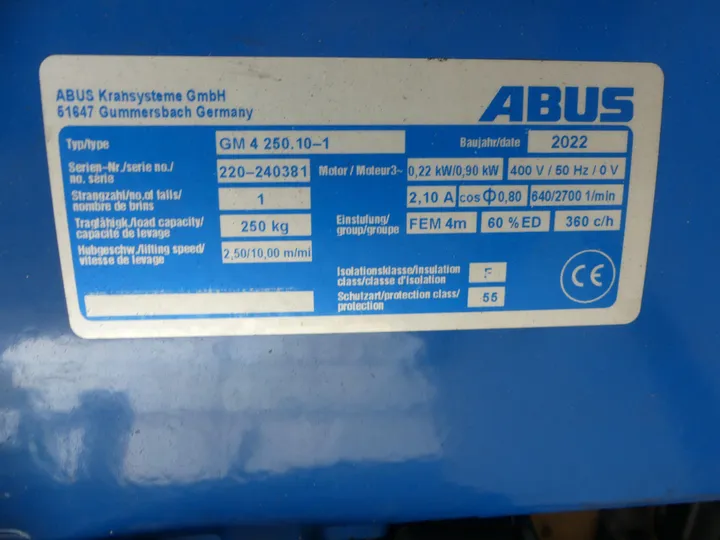 ABUS Krahsysteme GmbH
51647 Gummersbach Germany
ABUS
Typ/type GM 4 250.10-1 Baujahr/date 2022
Serien-Nr./serie no./
no. serie 220-240381 Motor / Moteur3~ 0,22 kW/0,90 kW 400 V / 50 Hz / 0 V
Strangzahl/no.of falls/
nombre de brins 1 2,10 A cos Φ 0,80 640/2700 1/min
Tragfähigk./load capacity/
capacité de levage 250 kg Einstufung/
group/groupe FEM 4m 60 %ED 360 c/h
Hubgeschw./lifting speed/
vitesse de levage 2,50/10,00 m/mi
Isolationsklasse/insulation
class/classe d'isolation F
Schutzart/protection class/
protection 55
CE